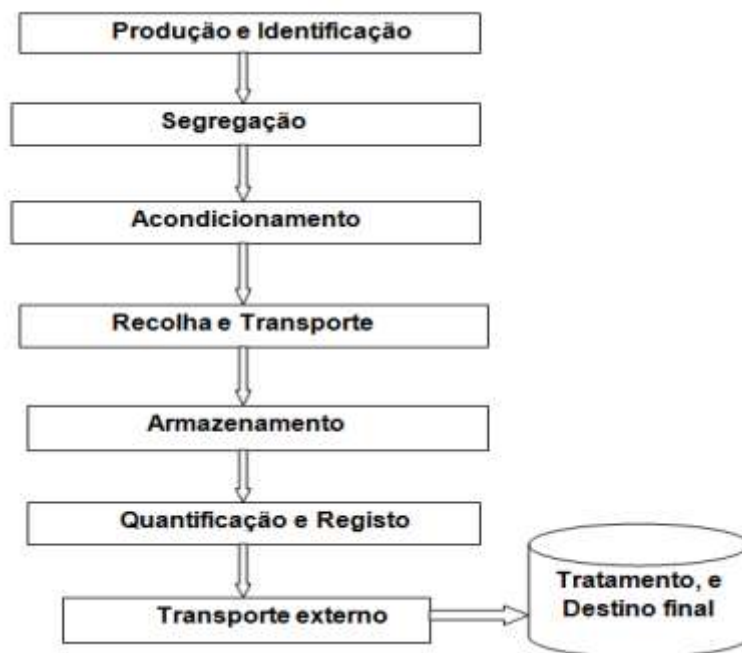 Produção e Identificação
Segregação
Acondicionamento
Recolha e Transporte
Armazenamento
Quantificação e Registo
Transporte externo
Tratamento, e
Destino final